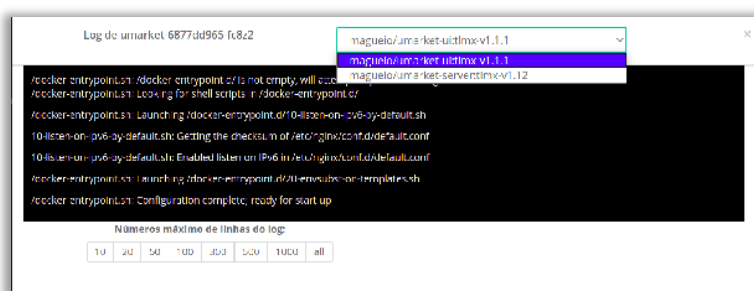 Log de umarket-6877dd965-fc8z2
magueio/umarket-ui:tlmx-v1.1.1
×
magueio/umarket-ui:tlmx-v1.1.1
magueio/umarket-server:tlmx-v1.12
/docker-entrypoint.sh: /docker-entrypoint.d/ is not empty, will
/docker-entrypoint.sh: Looking for shell scripts in /docker-entrypoint.d/
/docker-entrypoint.sh: Launching /docker-entrypoint.d/10-listen-on-ipv6-by-default.sh
10-listen-on-ipv6-by-default.sh: Getting the checksum of /etc/nginx/conf.d/default.conf
10-listen-on-ipv6-by-default.sh: Enabled listen on IPv6 in /etc/nginx/conf.d/default.conf
/docker-entrypoint.sh: Launching /docker-entrypoint.d/20-envsubst-on-templates.sh
/docker-entrypoint.sh: Configuration complete; ready for start up
Números máximo de linhas do log:
10 20 50 100 300 500 1000 all